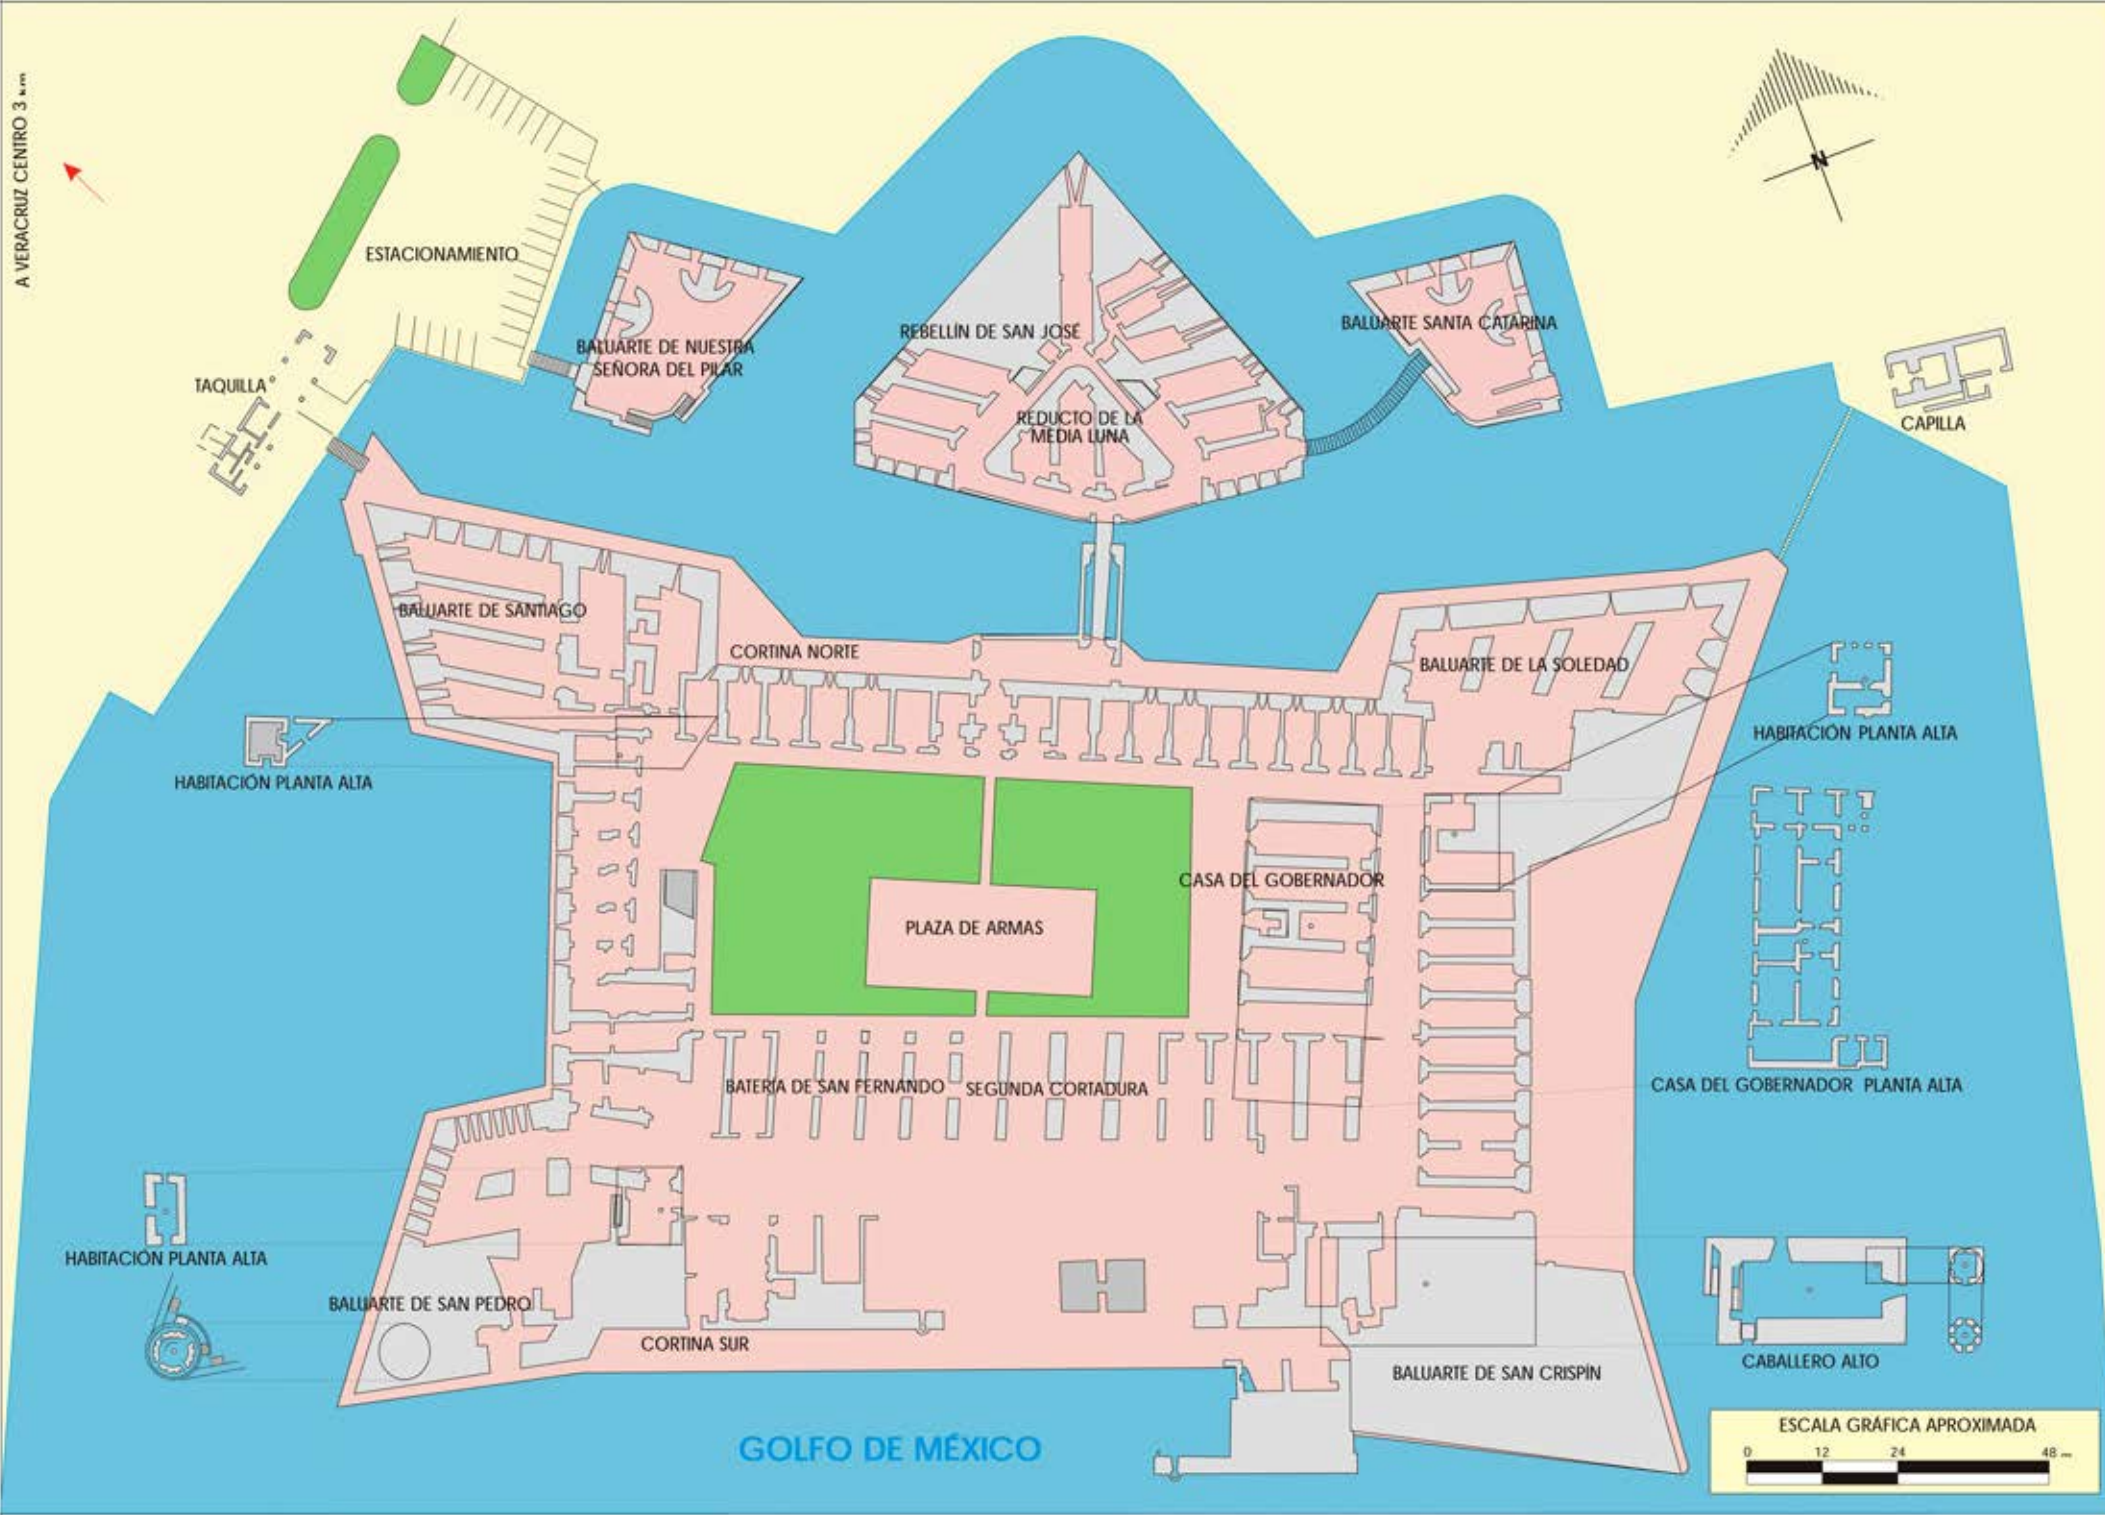 A VERACRUZ CENTRO 3 km
N
ESTACIONAMIENTO
TAQUILLA
BALUARTE DE NUESTRA
SEÑORA DEL PILAR
REBELLÍN DE SAN JOSÉ
REDUCTO DE LA
MEDIA LUNA
BALUARTE SANTA CATARINA
CAPILLA
BALUARTE DE SANTIAGO
CORTINA NORTE
BALUARTE DE LA SOLEDAD
HABITACIÓN PLANTA ALTA
HABITACIÓN PLANTA ALTA
CASA DEL GOBERNADOR
PLAZA DE ARMAS
BATERÍA DE SAN FERNANDO
SEGUNDA CORTADURA
CASA DEL GOBERNADOR PLANTA ALTA
HABITACIÓN PLANTA ALTA
BALUARTE DE SAN PEDRO
CORTINA SUR
BALUARTE DE SAN CRISPÍN
CABALLERO ALTO
GOLFO DE MÉXICO
ESCALA GRÁFICA APROXIMADA
0 12 24 48 m